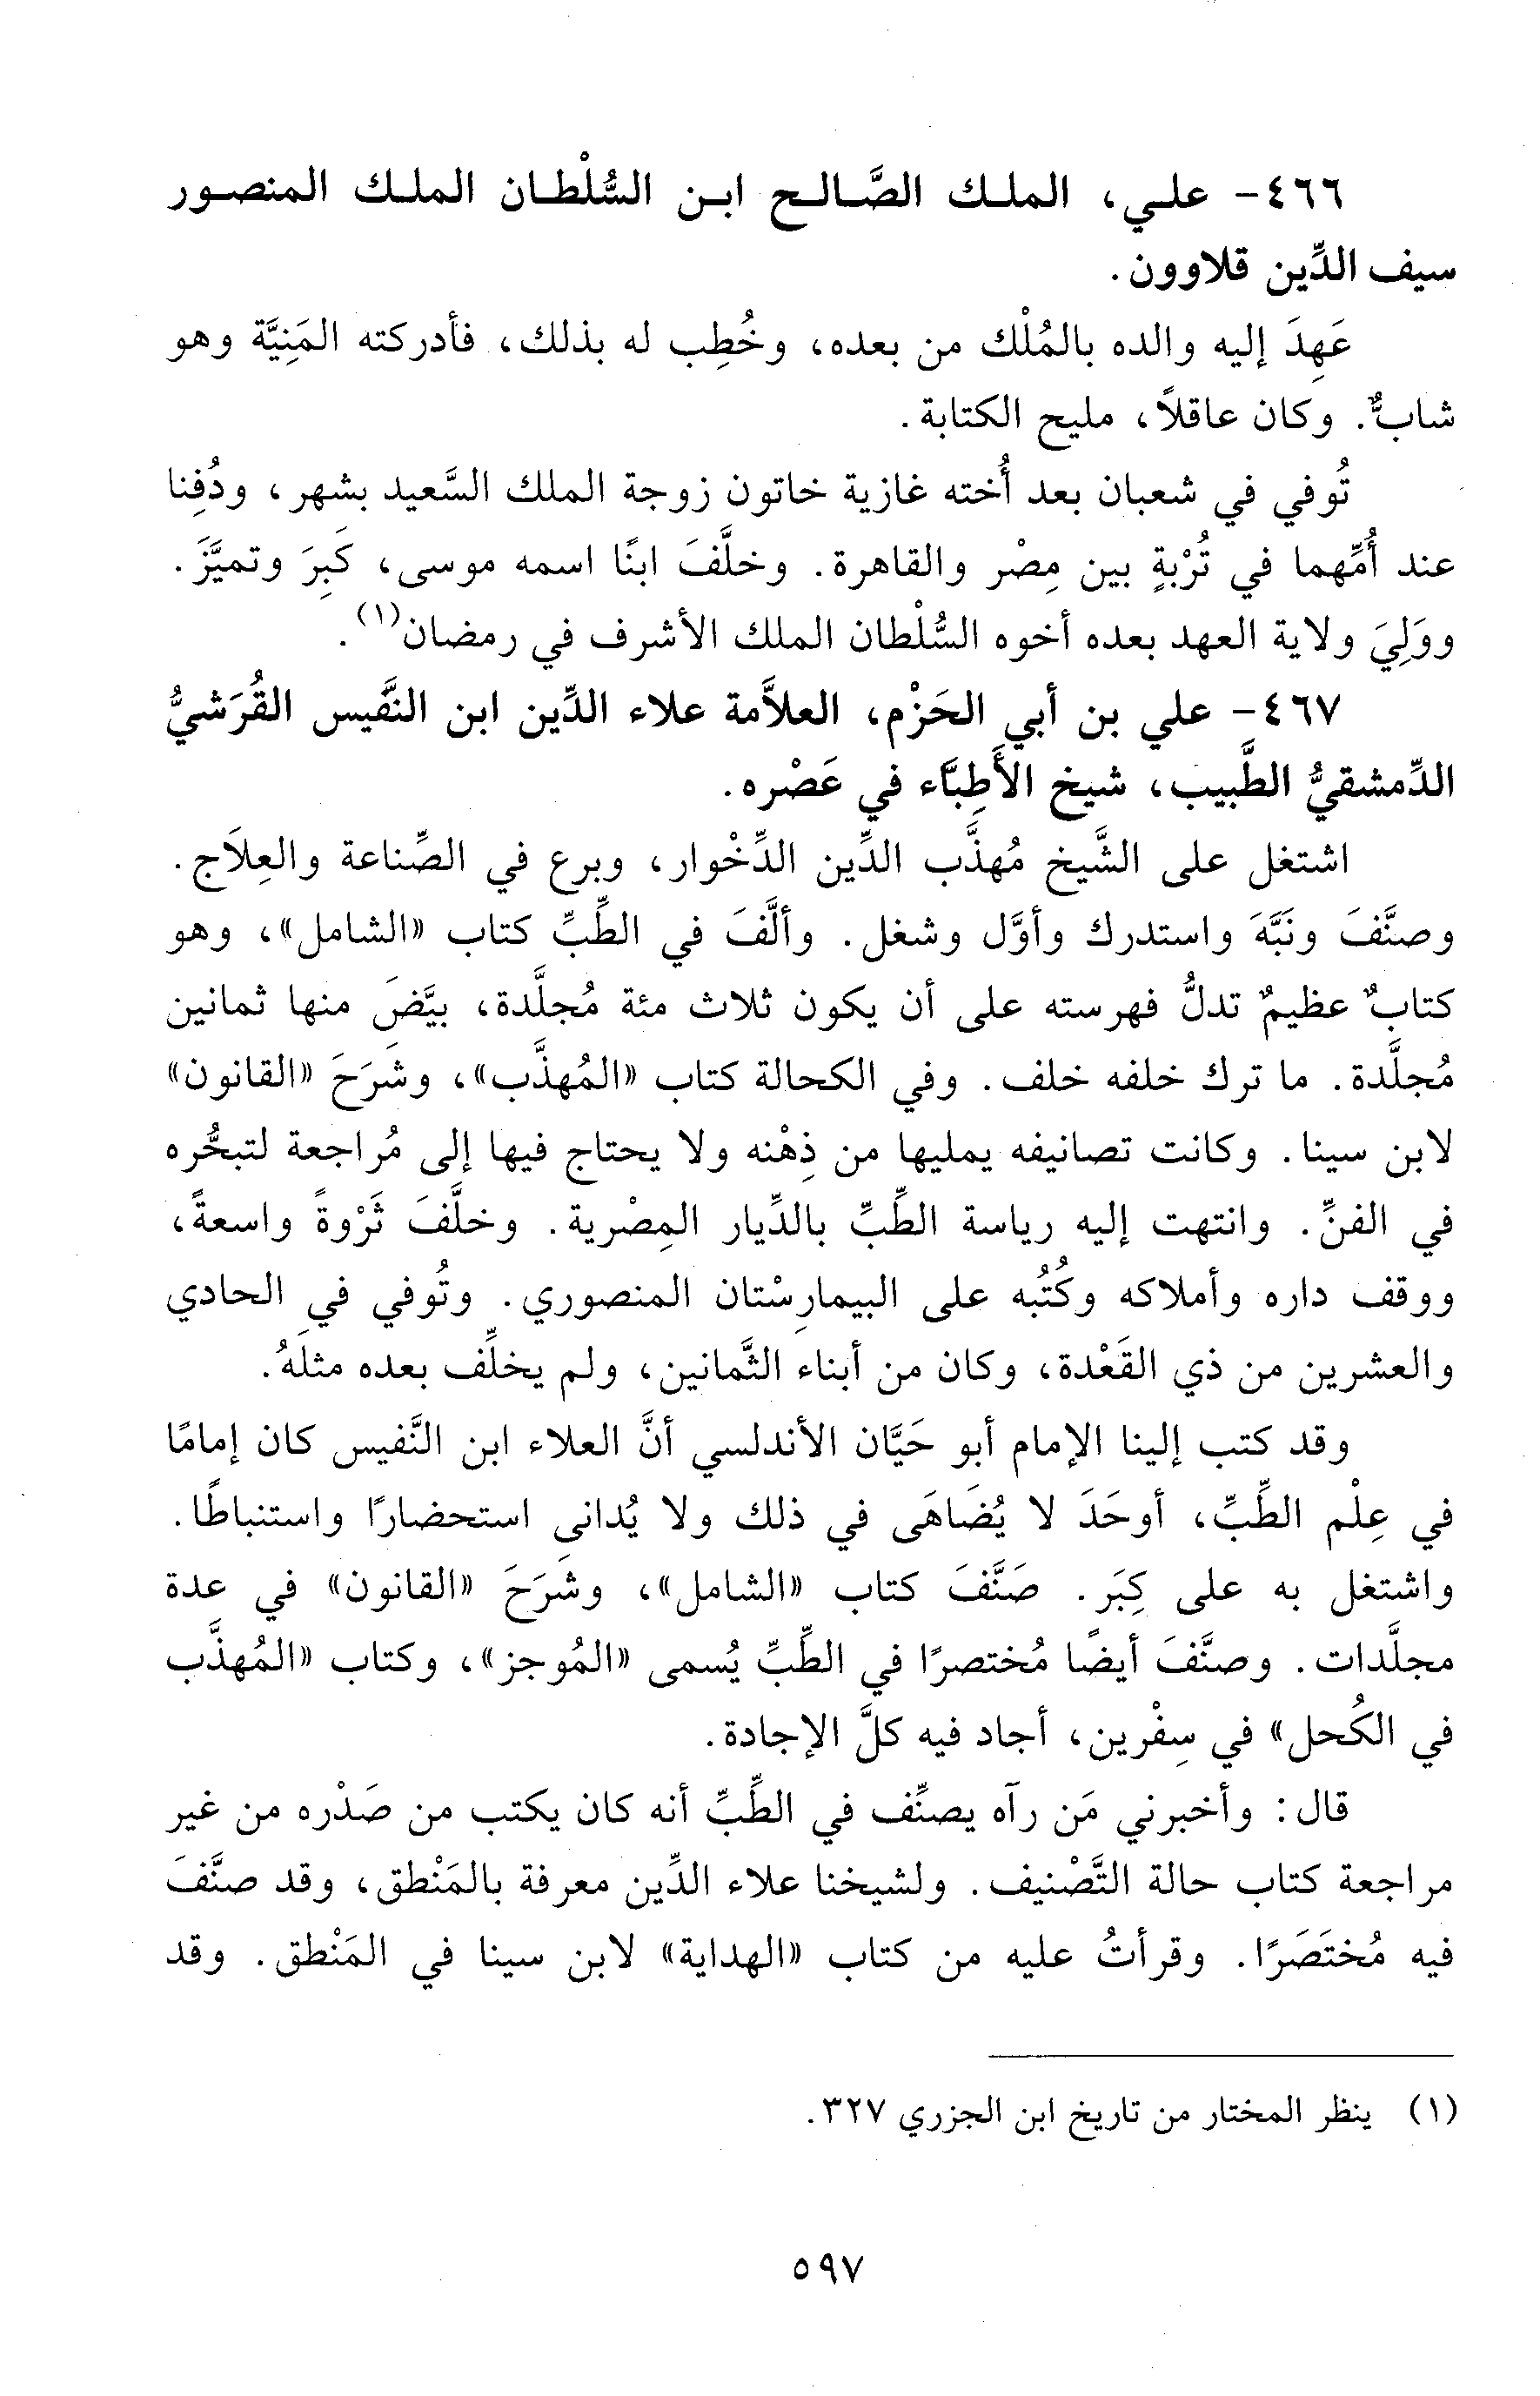 ٤٦٦- علي، الملك الصَّالح ابن السُّلْطان الملك المنصور
سيف الدِّين قلاوون.
عَهِدَ إليه والده بالمُلْك من بعده، وخُطِب له بذلك، فأدركته المَنِيَّة وهو
شابٌّ. وكان عاقلاً، مليح الكتابة.
تُوفي في شعبان بعد أُخته غازية خاتون زوجة الملك السَّعيد بشهر، ودُفِنا
عند أُمِّهما في تُرْبةٍ بين مِصْر والقاهرة. وخلَّفَ ابنًا اسمه موسى، كَبِرَ وتميَّزَ.
ووَلِيَ ولاية العهد بعده أخوه السُّلْطان الملك الأشرف في رمضان(١).
٤٦٧- علي بن أبي الحَزْم، العلاَّمة علاء الدِّين ابن النَّفيس القُرَشيُّ
الدِّمشقيُّ الطَّبيب، شيخ الأَطِبَّاء في عَصْره.
اشتغل على الشَّيخ مُهذَّب الدِّين الدِّخْوار، وبرع في الصِّناعة والعِلاَج.
وصنَّفَ ونَبَّهَ واستدرك وأوَّل وشغل. وألَّفَ في الطِّبِّ كتاب «الشامل»، وهو
كتابٌ عظيمٌ تدلُّ فهرسته على أن يكون ثلاث مئة مُجلَّدة، بيَّضَ منها ثمانين
مُجلَّدة. ما ترك خلفه خلف. وفي الكحالة كتاب «المُهذَّب»، وشَرَحَ «القانون»
لابن سينا. وكانت تصانيفه يمليها من ذِهْنه ولا يحتاج فيها إلى مُراجعة لتبحُّره
في الفنِّ. وانتهت إليه رياسة الطِّبِّ بالدِّيار المِصْرية. وخلَّفَ ثَرْوةً واسعةً،
ووقف داره وأملاكه وكُتُبه على البيمارِسْتان المنصوري. وتُوفي في الحادي
والعشرين من ذي القَعْدة، وكان من أبناء الثَّمانين، ولم يخلِّف بعده مثلَهُ.
وقد كتب إلينا الإمام أبو حَيَّان الأندلسي أنَّ العلاء ابن النَّفيس كان إمامًا
في عِلْم الطِّبِّ، أوحَدَ لا يُضَاهَى في ذلك ولا يُدانى استحضارًا واستنباطًا.
واشتغل به على كِبَر. صَنَّفَ كتاب «الشامل»، وشَرَحَ «القانون» في عدة
مجلَّدات. وصنَّفَ أيضًا مُختصرًا في الطِّبِّ يُسمى «المُوجز»، وكتاب «المُهذَّب
في الكُحل» في سِفْرين، أجاد فيه كلَّ الإجادة.
قال: وأخبرني مَن رآه يصنِّف في الطِّبِّ أنه كان يكتب من صَدْره من غير
مراجعة كتاب حالة التَّصْنيف. ولشيخنا علاء الدِّين معرفة بالمَنْطق، وقد صنَّفَ
فيه مُختَصَرًا. وقرأتُ عليه من كتاب «الهداية» لابن سينا في المَنْطق. وقد
(١) ينظر المختار من تاريخ ابن الجزري ٣٢٧.
٥٩٧